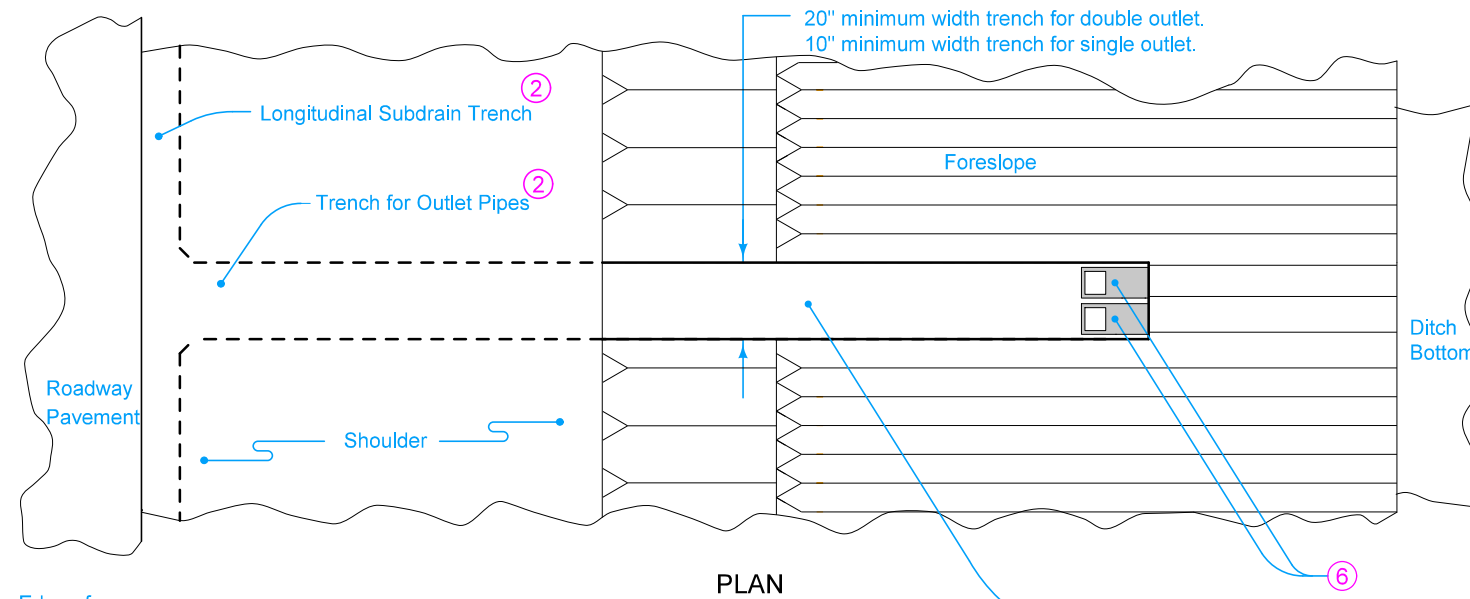 20" minimum width trench for double outlet.
10" minimum width trench for single outlet.
2
Longitudinal Subdrain Trench
2
Trench for Outlet Pipes
Foreslope
Ditch
Bottom
Roadway
Pavement
Shoulder
6
PLAN